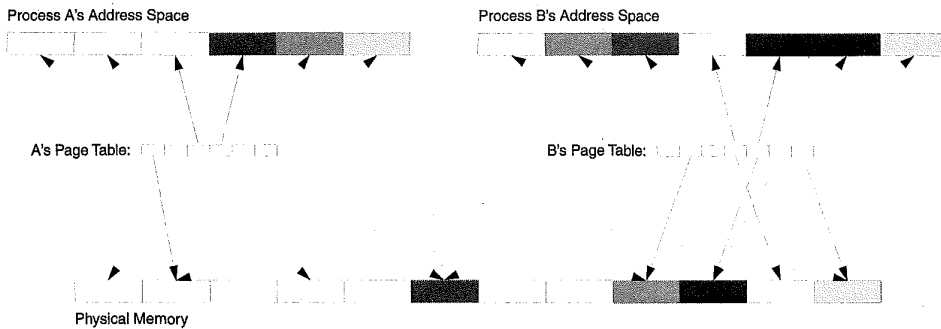 Process A's Address Space
Process B's Address Space
A's Page Table:
B's Page Table:
Physical Memory